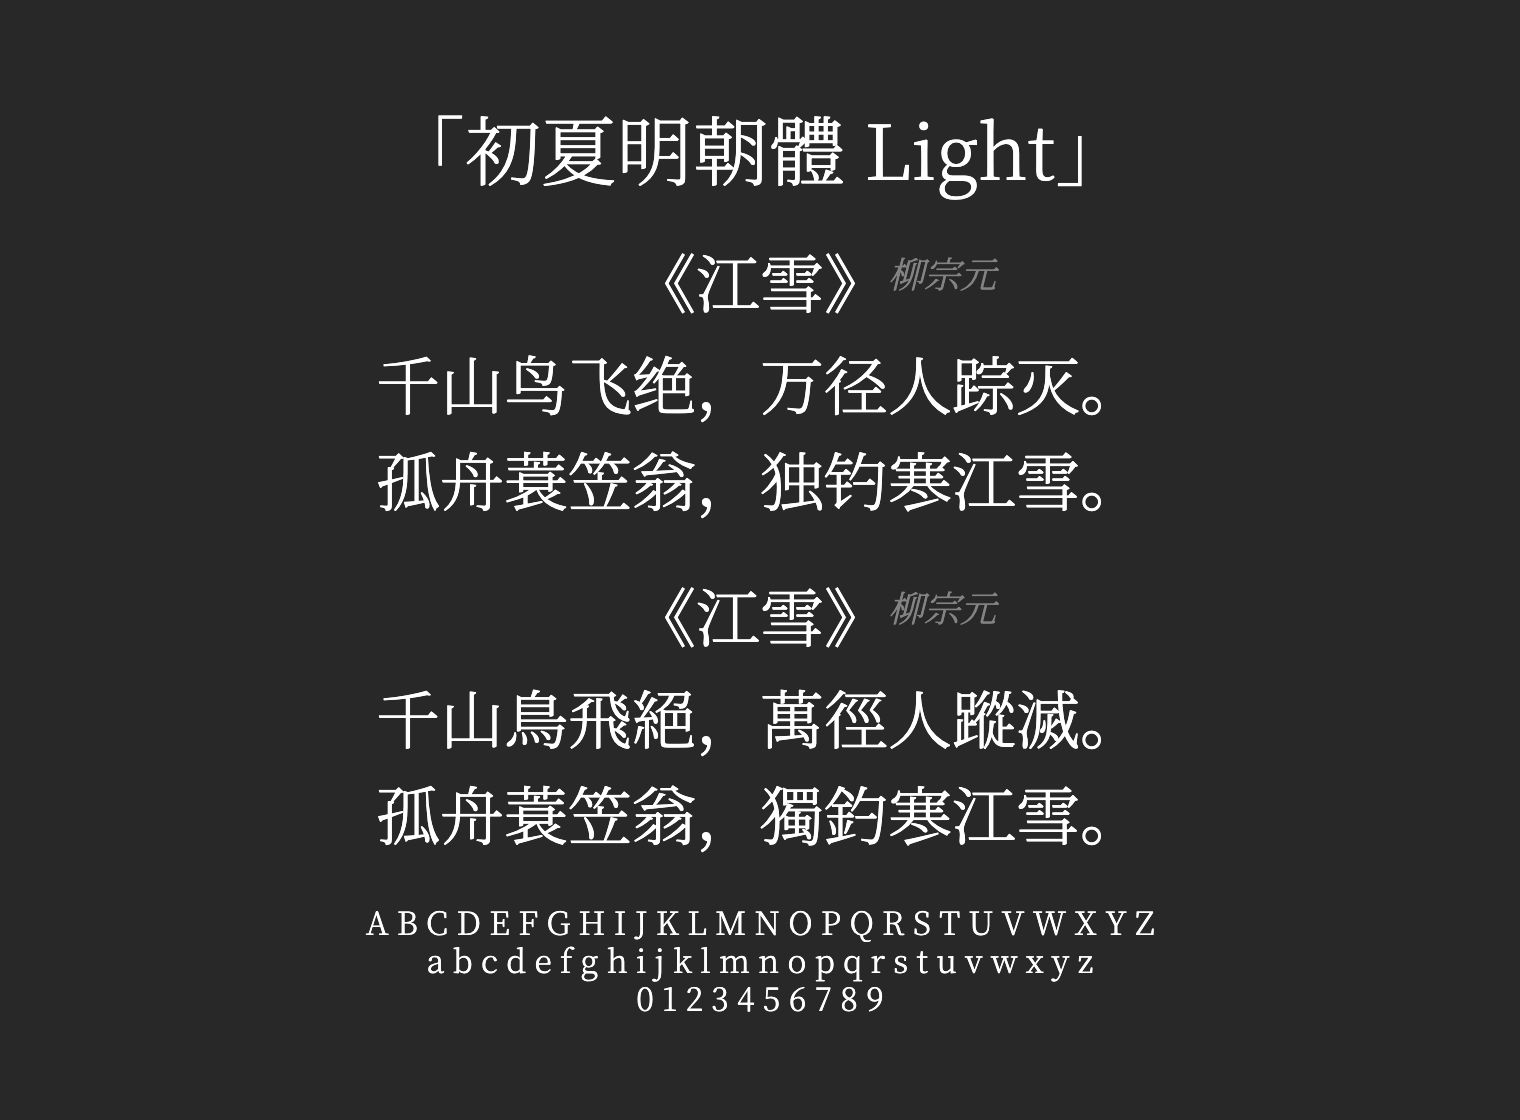 「初夏明朝體 Light」
《江雪》 柳宗元
千山鸟飞绝，万径人踪灭。
孤舟蓑笠翁，独钓寒江雪。
《江雪》 柳宗元
千山鳥飛絕，萬徑人蹤滅。
孤舟蓑笠翁，獨釣寒江雪。
A B C D E F G H I J K L M N O P Q R S T U V W X Y Z
a b c d e f g h i j k l m n o p q r s t u v w x y z
0 1 2 3 4 5 6 7 8 9